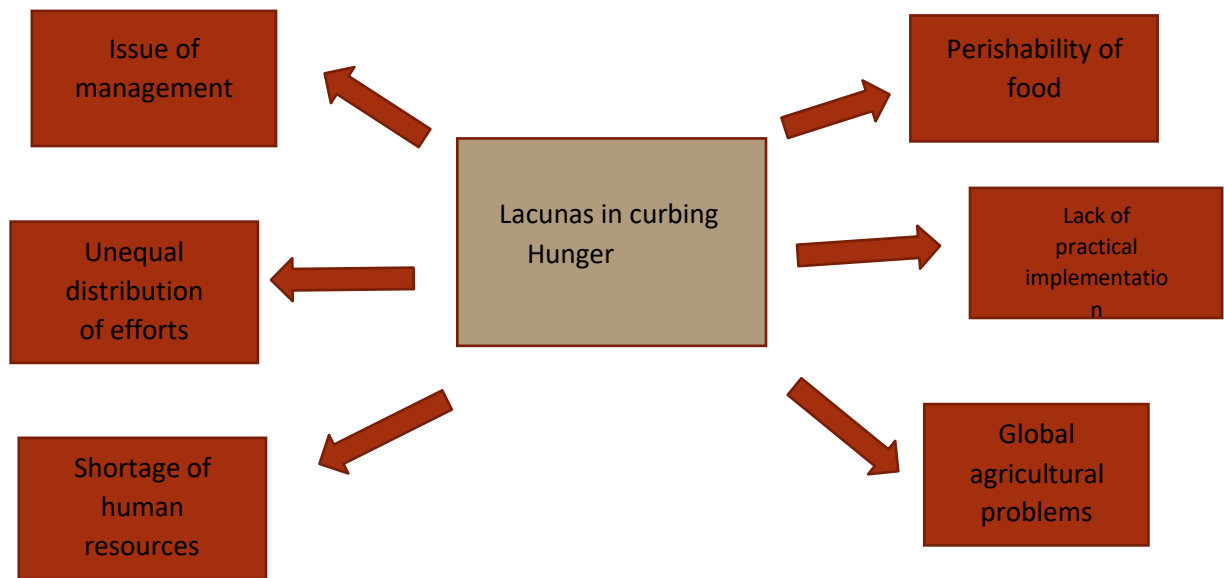 Issue of
management
Perishability of
food
Lacunas in curbing
Hunger
Unequal
distribution
of efforts
Lack of
practical
implementatio
n
Shortage of
human
resources
Global
agricultural
problems